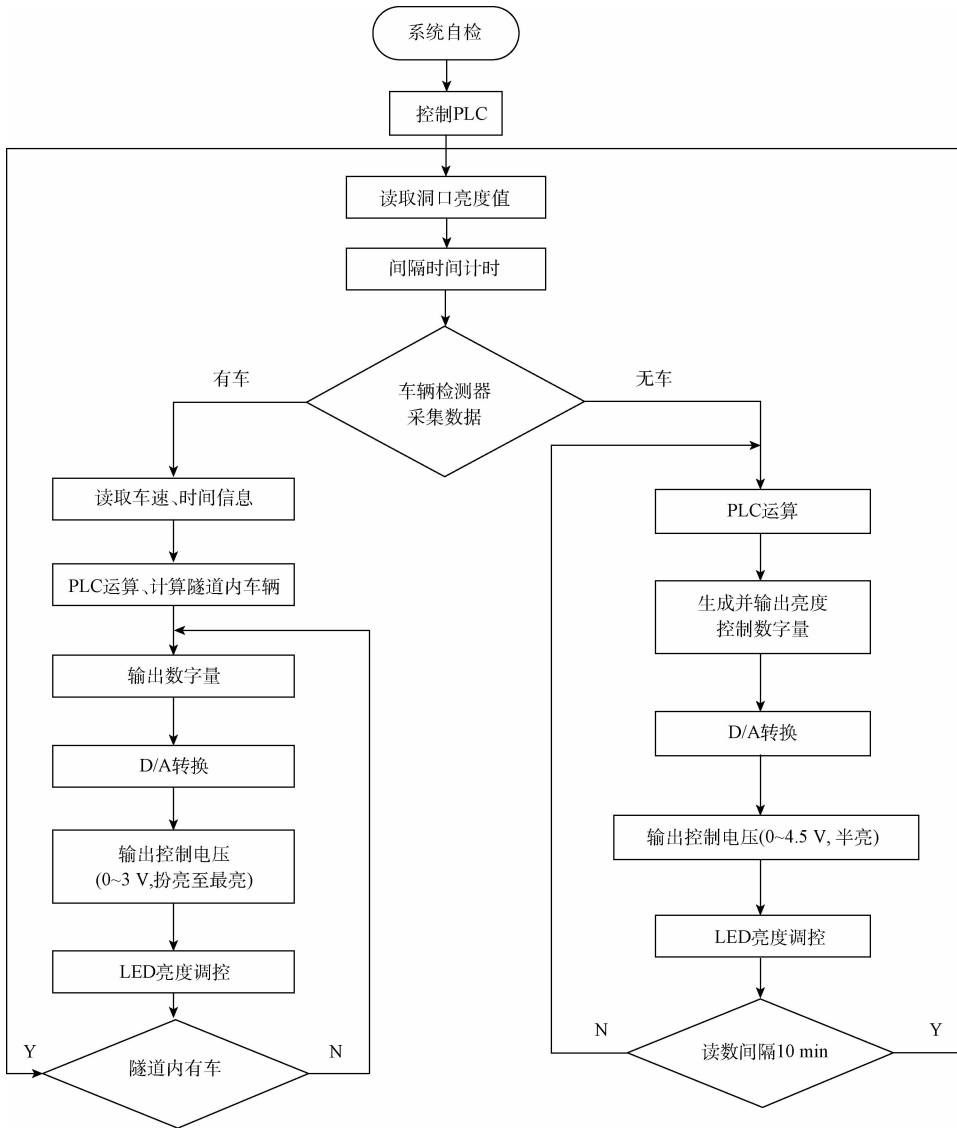 系统自检
控制PLC
读取洞口亮度值
间隔时间计时
车辆检测器
采集数据
有车
无车
读取车速、时间信息
PLC运算、计算隧道内车辆
输出数字量
D/A转换
输出控制电压
(0~3 V,扮亮至最亮)
LED亮度调控
隧道内有车
Y
N
PLC运算
生成并输出亮度
控制数字量
D/A转换
输出控制电压(0~4.5 V, 半亮)
LED亮度调控
读数间隔10 min
N
Y